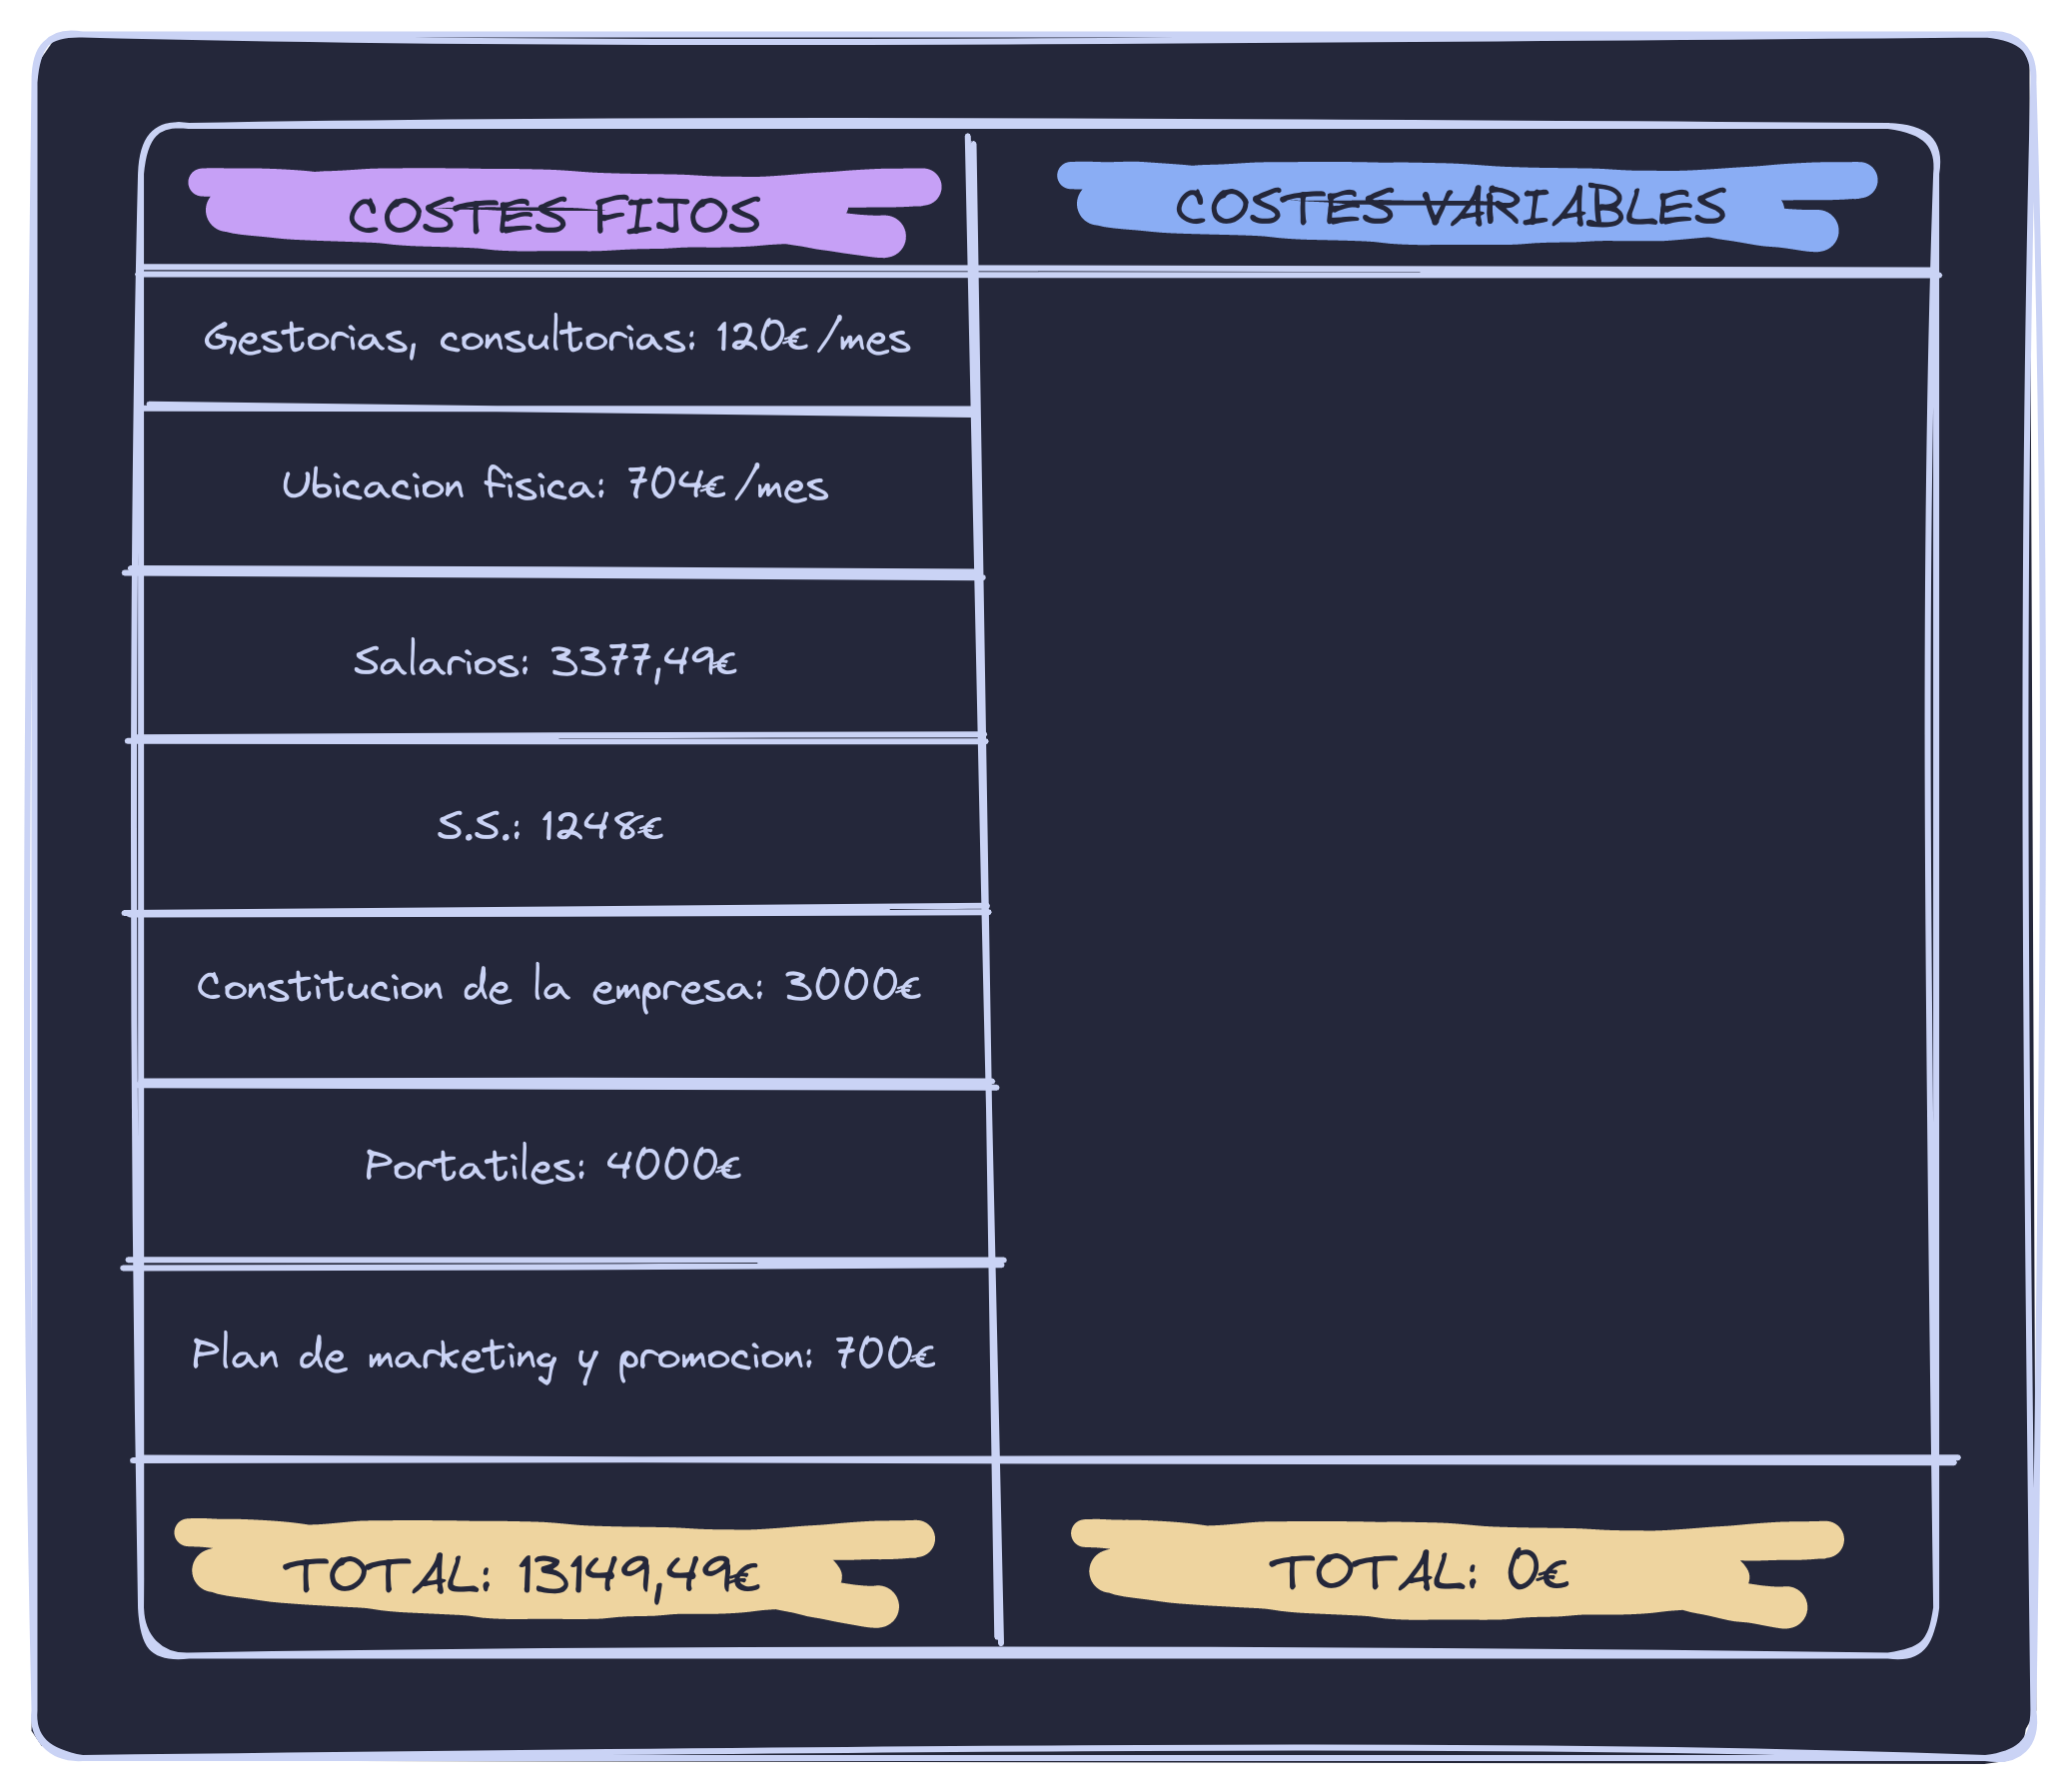 COSTES FIJOS
COSTES VARIABLES
Gestorias, consultorias: 120€/mes
Ubicacion fisica: 704€/mes
Salarios: 3377,49€
S.S.: 1248€
Constitucion de la empresa: 3000€
Portatiles: 4000€
Plan de marketing y promocion: 700€
TOTAL: 13149,49€
TOTAL: 0€